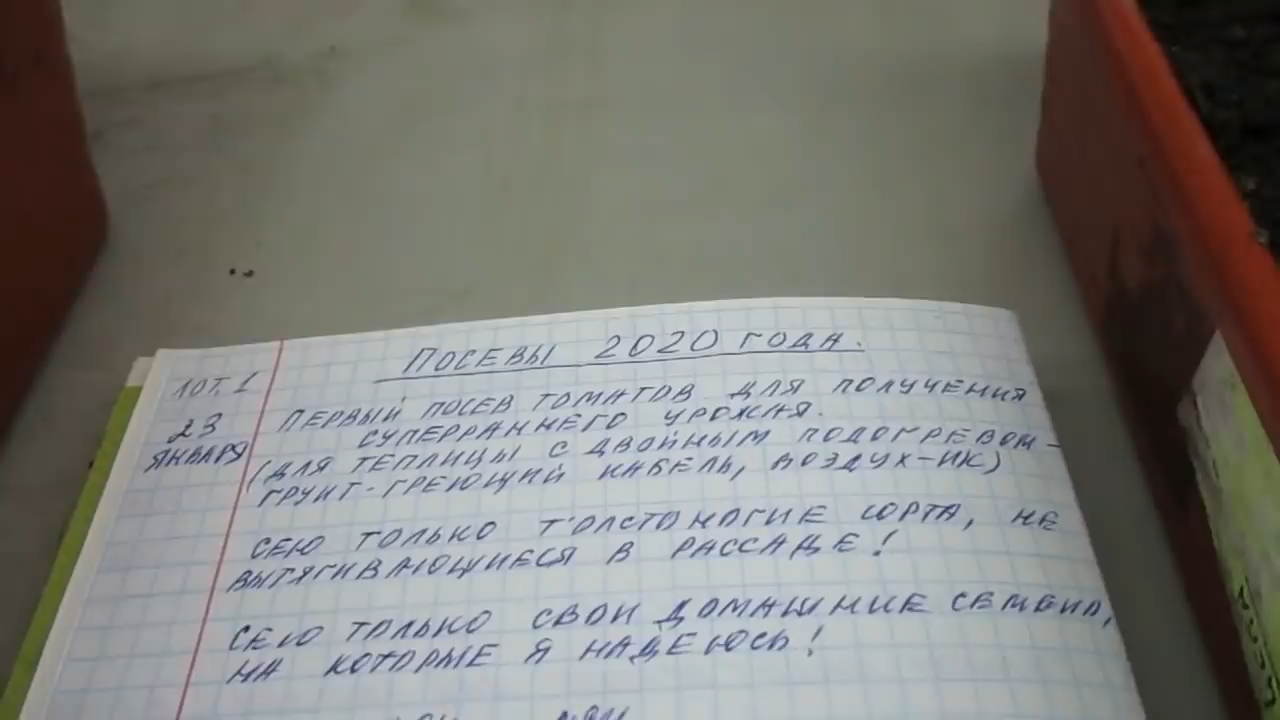 ПОСЕВЫ 2020 ГОДА.
ЛОТ.1
ПЕРВЫЙ ПОСЕВ ТОМАТОВ ДЛЯ ПОЛУЧЕНИЯ
23
СУПЕРРАННЕГО УРОЖАЯ.
ЯНВАРЯ
(ДЛЯ ТЕПЛИЦЫ С ДВОЙНЫМ ПОДОГРЕВОМ-
ГРУНТ-ГРЕЮЩИЙ КАБЕЛЬ, ВОЗДУХ-ИК)
СЕЮ ТОЛЬКО ТОЛСТОНОГИЕ СОРТА, НЕ
ВЫТЯГИВАЮЩИЕСЯ В РАССАДЕ!
СЕЮ ТОЛЬКО СВОИ ДОМАШНИЕ СЕМЕНА,
НА КОТОРЫЕ Я НАДЕЮСЬ!